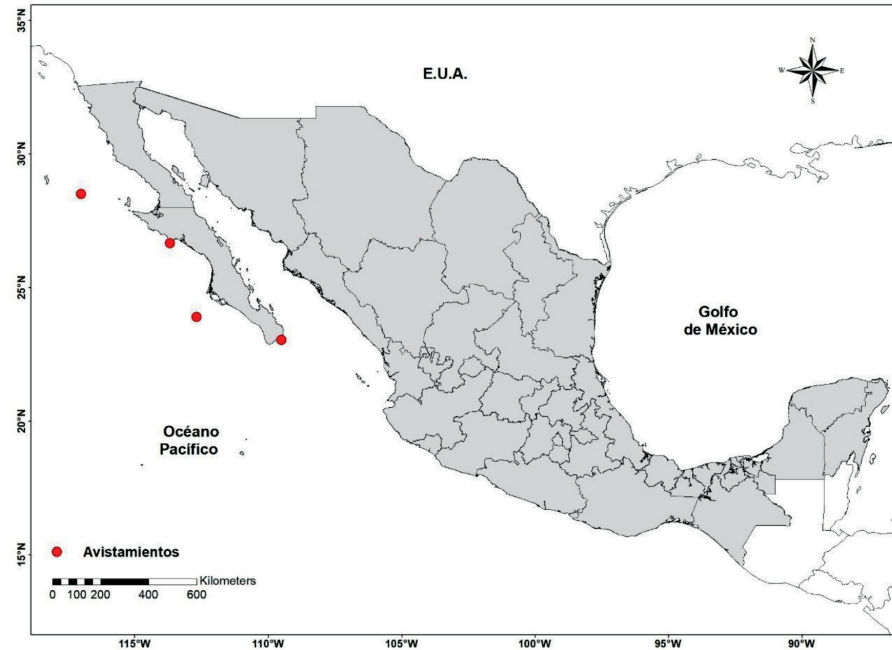 35°N
30°N
25°N
20°N
15°N
E.U.A.
N
W
E
S
Golfo
de México
Océano
Pacífico
Avistamientos
Kilometers
0 100 200 400 600
115°W
110°W
105°W
100°W
95°W
90°W